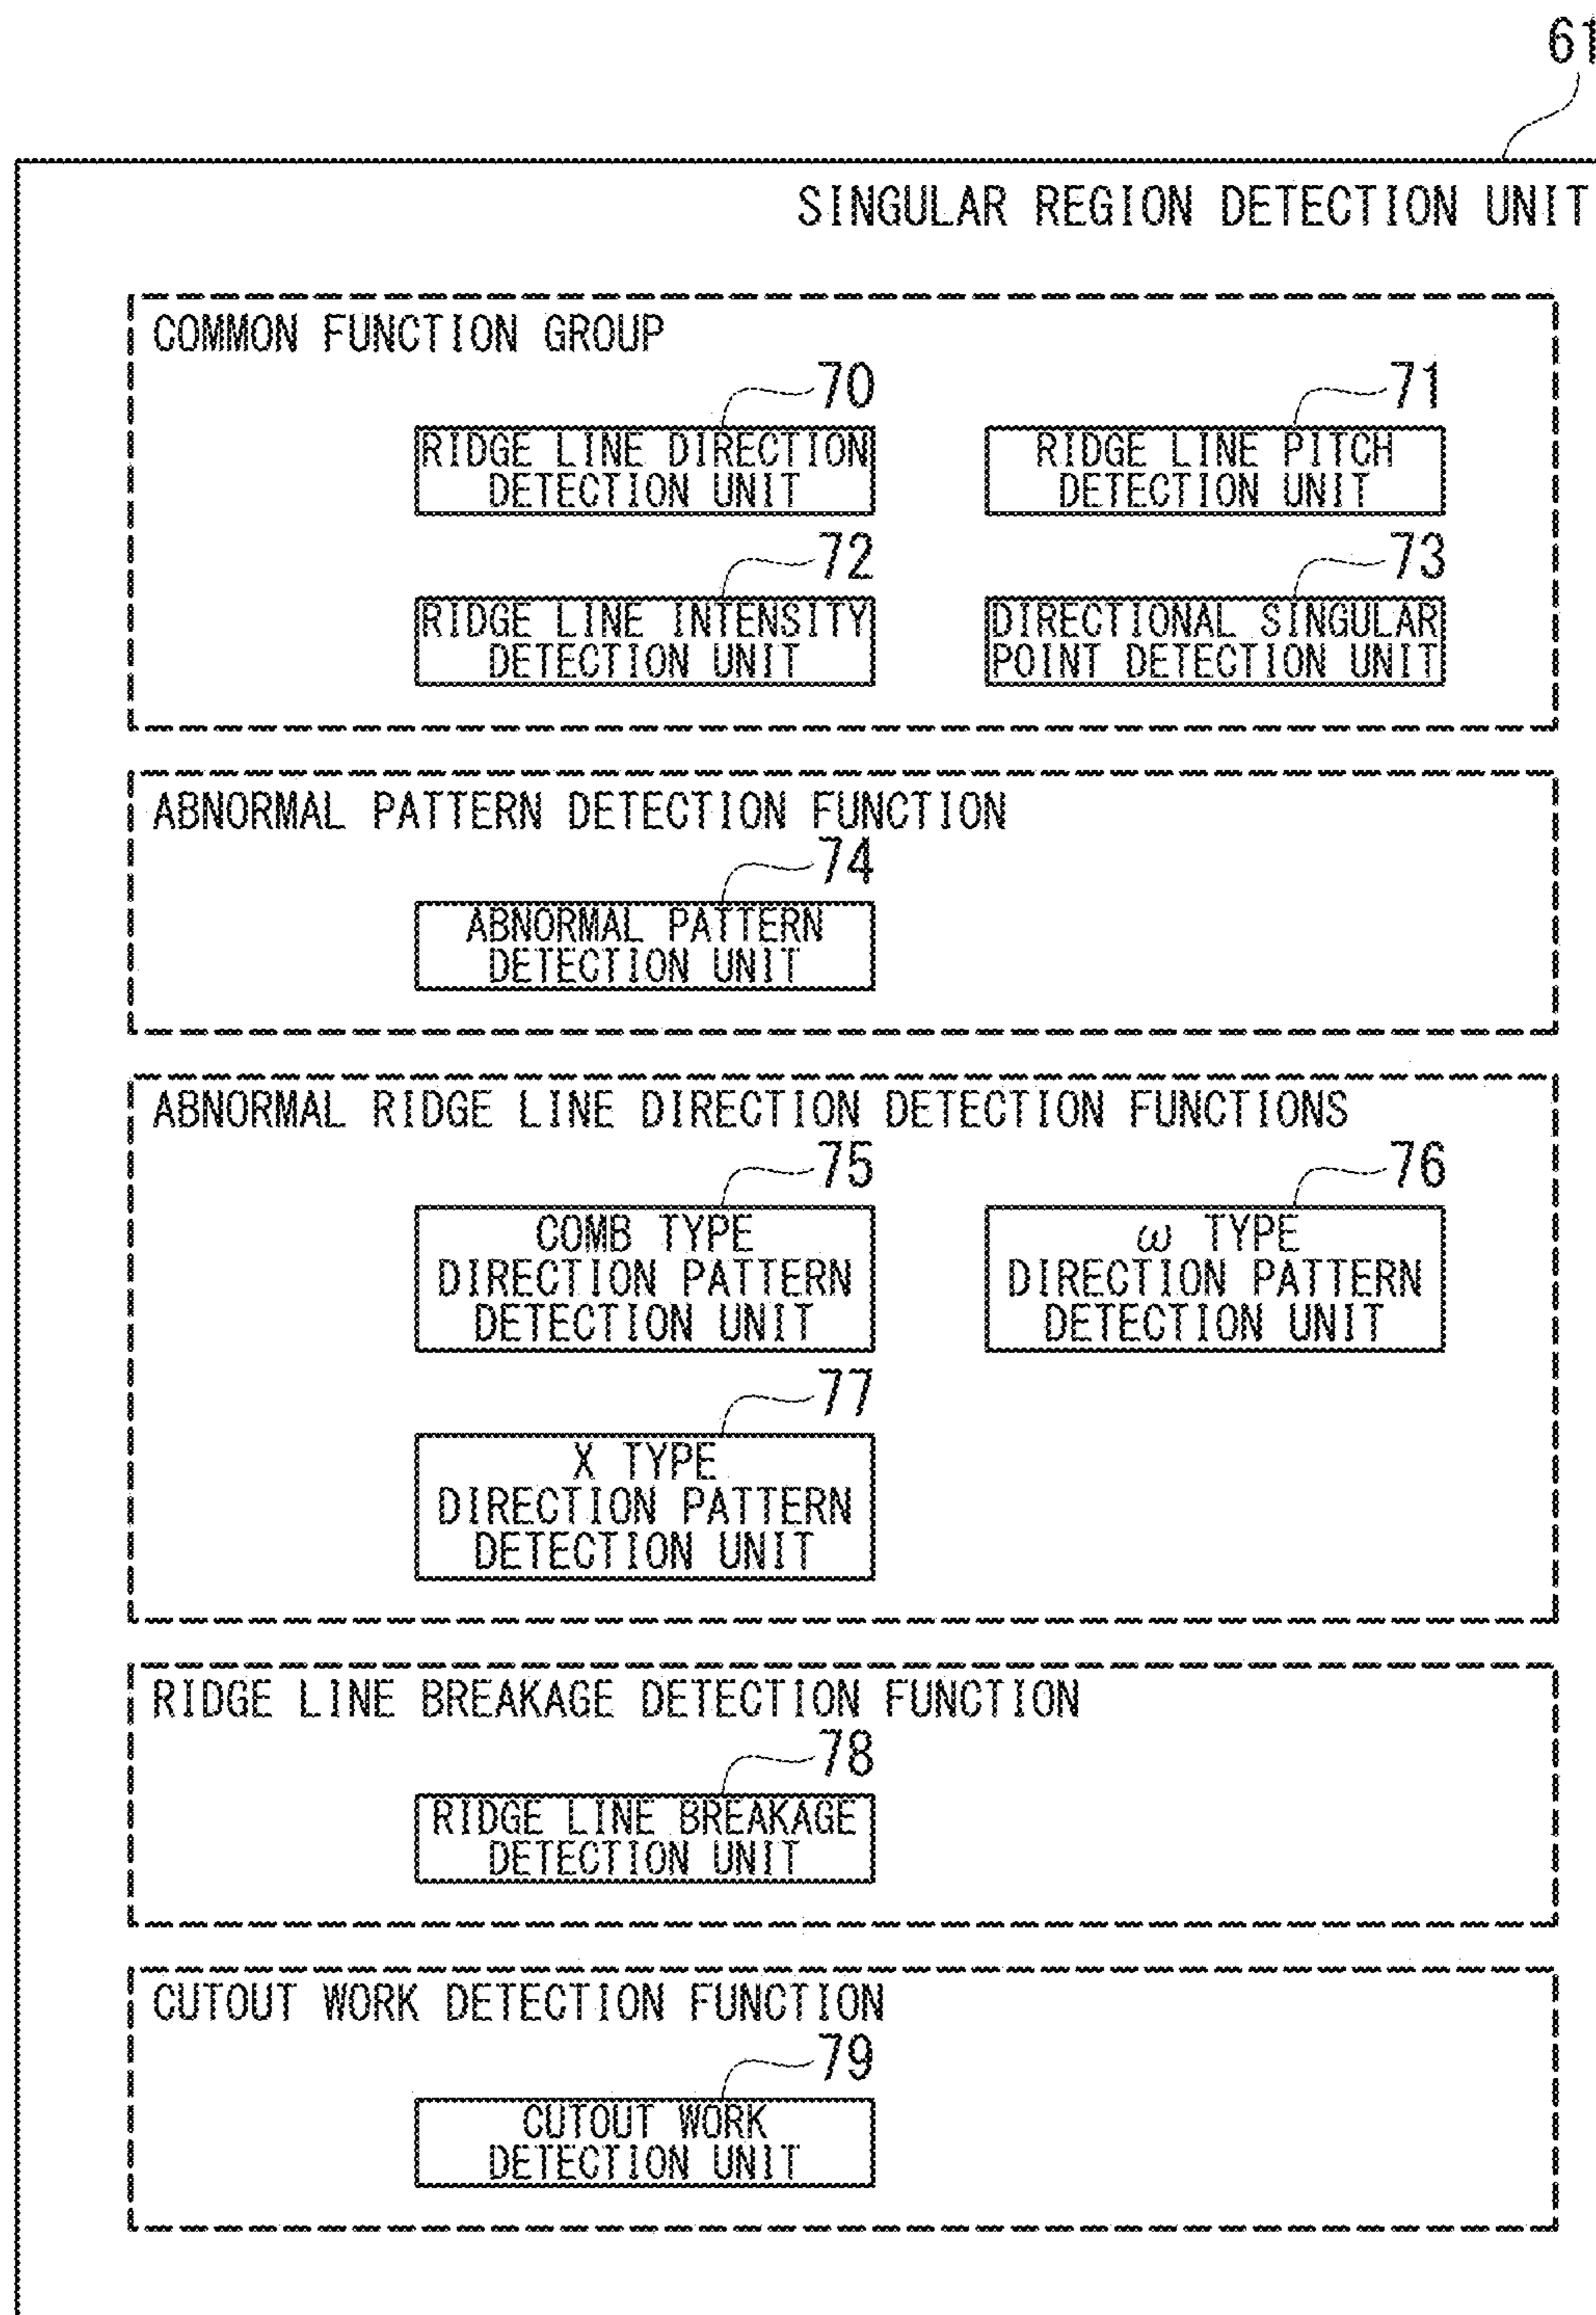 61
SINGULAR REGION DETECTION UNIT
COMMON FUNCTION GROUP
70
RIDGE LINE DIRECTION
DETECTION UNIT
71
RIDGE LINE PITCH
DETECTION UNIT
72
RIDGE LINE INTENSITY
DETECTION UNIT
73
DIRECTIONAL SINGULAR
POINT DETECTION UNIT
ABNORMAL PATTERN DETECTION FUNCTION
74
ABNORMAL PATTERN
DETECTION UNIT
ABNORMAL RIDGE LINE DIRECTION DETECTION FUNCTIONS
75
COMB TYPE
DIRECTION PATTERN
DETECTION UNIT
76
ω TYPE
DIRECTION PATTERN
DETECTION UNIT
77
X TYPE
DIRECTION PATTERN
DETECTION UNIT
RIDGE LINE BREAKAGE DETECTION FUNCTION
78
RIDGE LINE BREAKAGE
DETECTION UNIT
CUTOUT WORK DETECTION FUNCTION
79
CUTOUT WORK
DETECTION UNIT